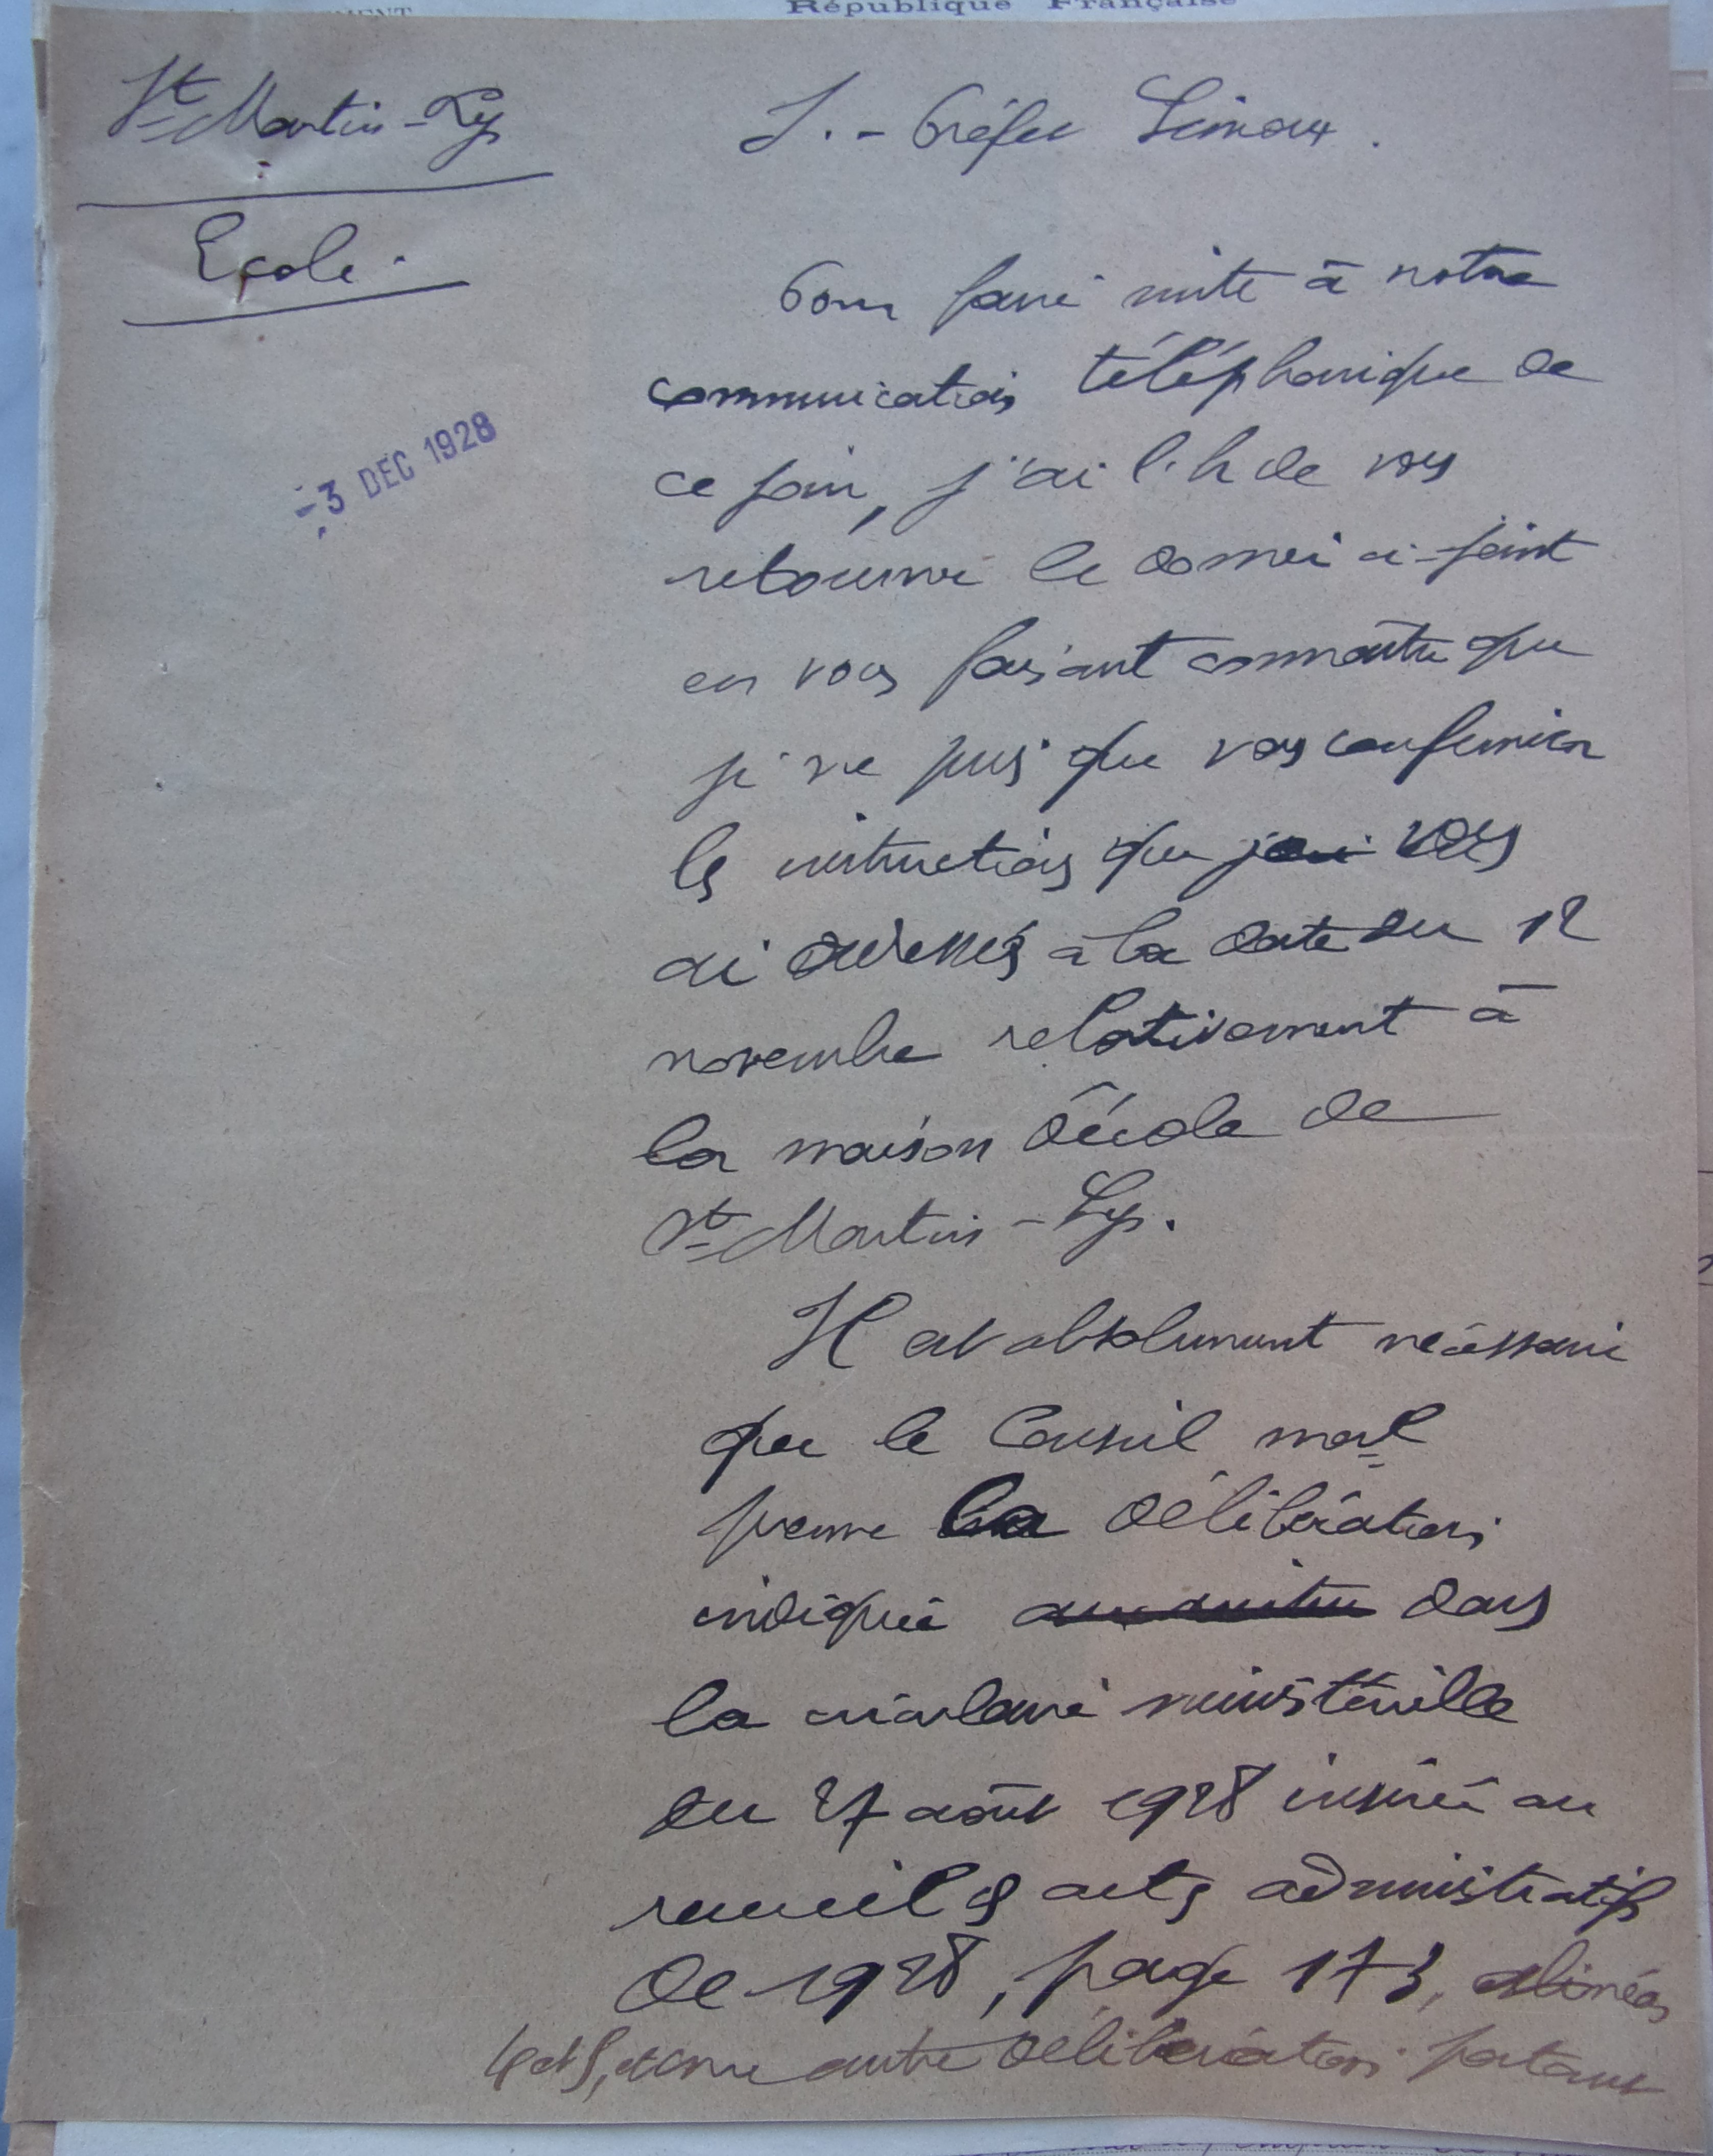 République Française
St Martin-Lys
Ecole.
-3 DEC 1928
S.-Préfet Limoux.
Pour faire suite à notre
communication téléphonique de
ce jour, j'ai l'h de vous
retourner le dossier ci-joint
en vous faisant connaître que
je ne puis que vous confirmer
les instructions que vous
ai adressées à la date du 12
novembre relativement à
la maison d'école de
St Martin-Lys.
Il est absolument nécessaire
que le Conseil mal
prenne la délibération
indiquée dans
la circulaire ministérielle
du 27 août 1928 insérée au
recueil des actes administratifs
de 1928, page 173, alinéas
4 et 5, et une autre délibération portant